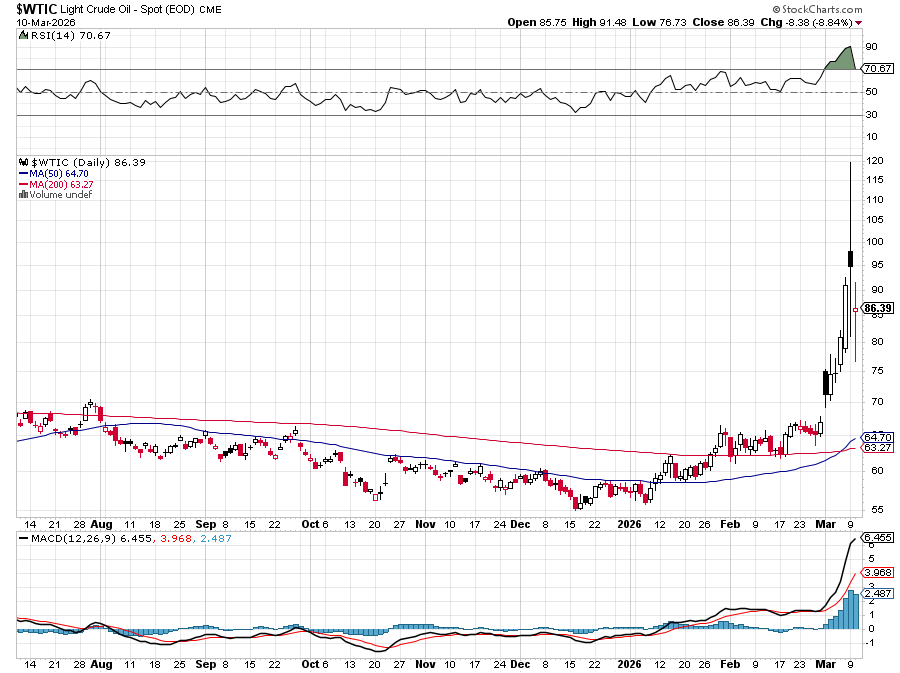 $WTIC Light Crude Oil - Spot (EOD) CME
© StockCharts.com
10-Mar-2026
Open 85.75 High 91.48 Low 76.73 Close 86.39 Chg -8.38 (-8.84%)
RSI(14) 70.67
90
70.67
50
30
10
$WTIC (Daily) 86.39
MA(50) 64.70
MA(200) 63.27
Volume undef
120
115
110
105
100
95
90
86.39
85
80
75
70
64.70
63.27
60
55
14 21 28 Aug 11 18 25 Sep 8 15 22 Oct 6 13 20 27 Nov 10 17 24 Dec 8 15 22 2026 12 20 26 Feb 9 17 23 Mar 9
MACD(12,26,9) 6.455, 3.968, 2.487
6.455
6
5
3.968
3
2.487
2
1
0
-1
14 21 28 Aug 11 18 25 Sep 8 15 22 Oct 6 13 20 27 Nov 10 17 24 Dec 8 15 22 2026 12 20 26 Feb 9 17 23 Mar 9